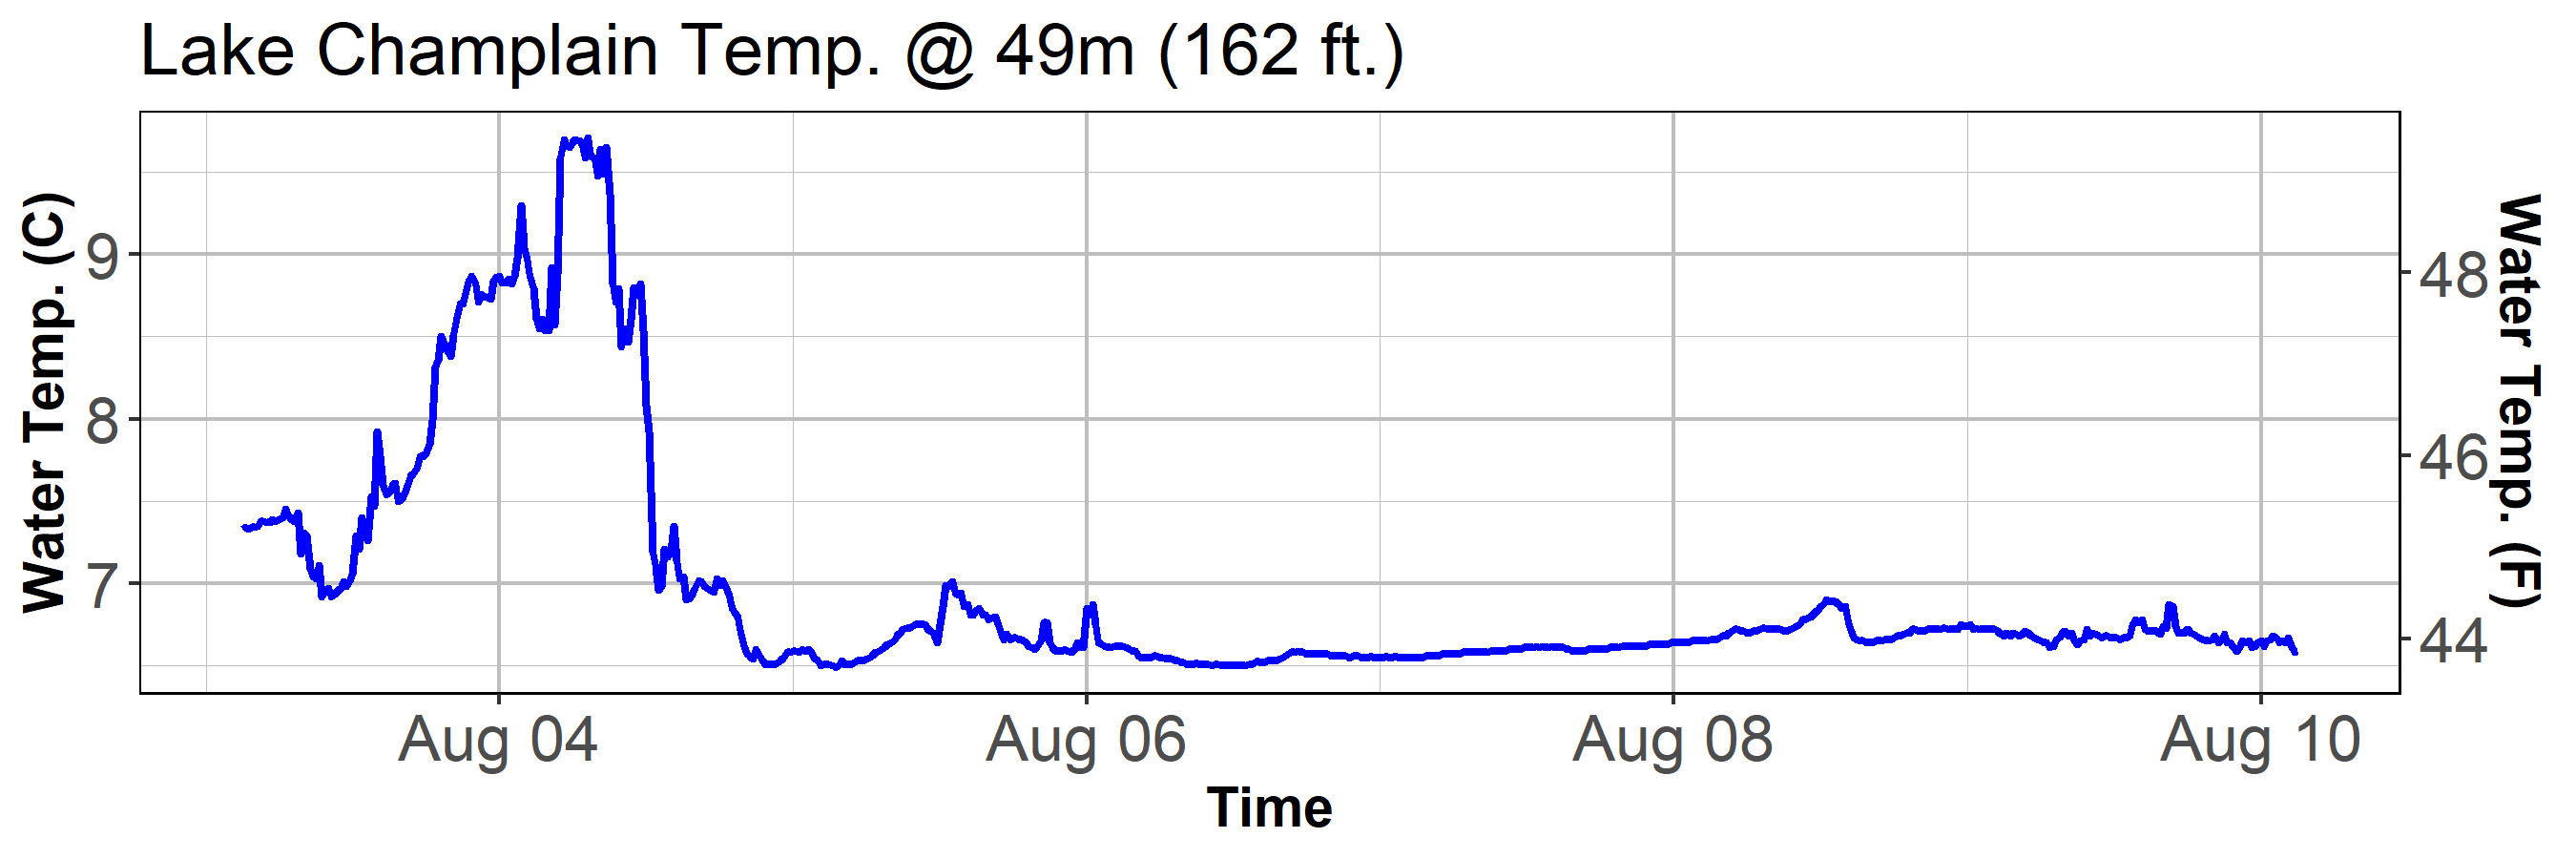 Lake Champlain Temp. @ 49m (162 ft.)
Water Temp. (C)
9
8
7
48
46
44
Water Temp. (F)
Aug 04
Aug 06
Aug 08
Aug 10
Time